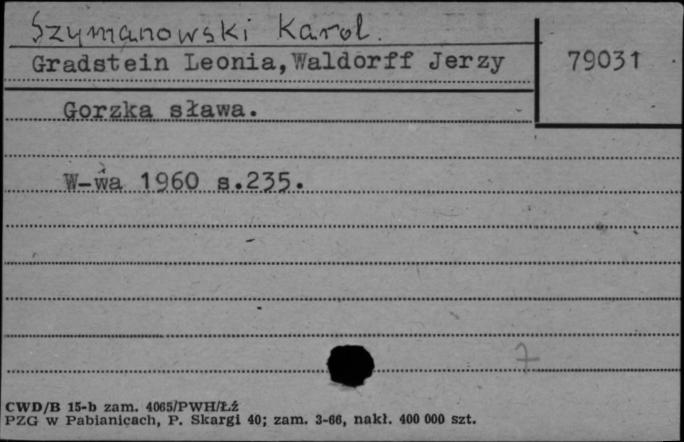 Szymanowski Karol.
Gradstein Leonia, Waldorff Jerzy
79031
Gorzka sława.
W-wa 1960 s.235.
7
CWD/B 15-b zam. 4065/PWH/Łź
PZG w Pabianicach, P. Skargi 40; zam. 3-66, nakł. 400 000 szt.